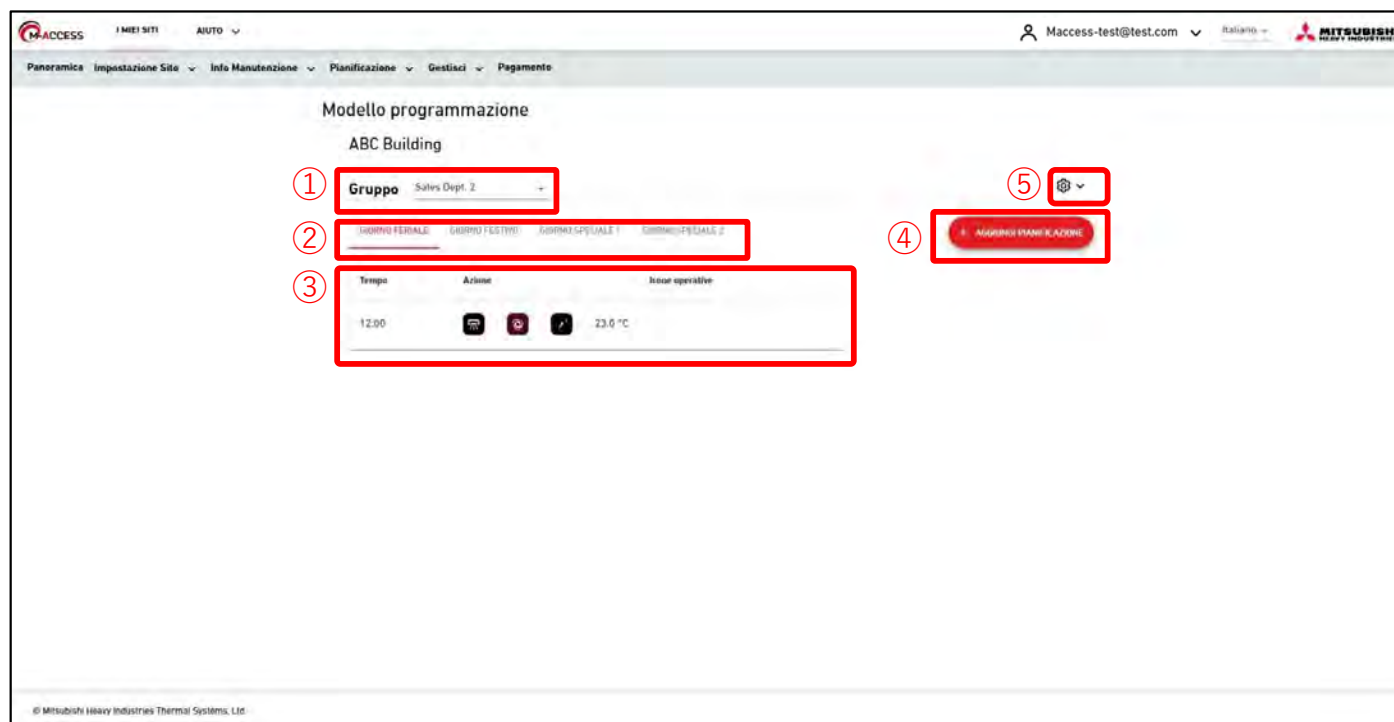 M-ACCESS I MIEI SITI AIUTO Maccess-test@test.com Italiano MITSUBISHI
HEAVY INDUSTRIES
Panoramica Impostazione Sito Info Manutenzione Pianificazione Gestisci Pagamento
Modello programmazione
ABC Building
① Gruppo Sales Dept. 2 ⑤
② GIORNO FERIALE GIORNO FESTIVO GIORNO SPECIALE 1 GIORNO SPECIALE 2 ④ + AGGIUNGI PIANIFICAZIONE
③ Tempo Azione Icone operative
12:00 23.0 °C
© Mitsubishi Heavy Industries Thermal Systems, Ltd.